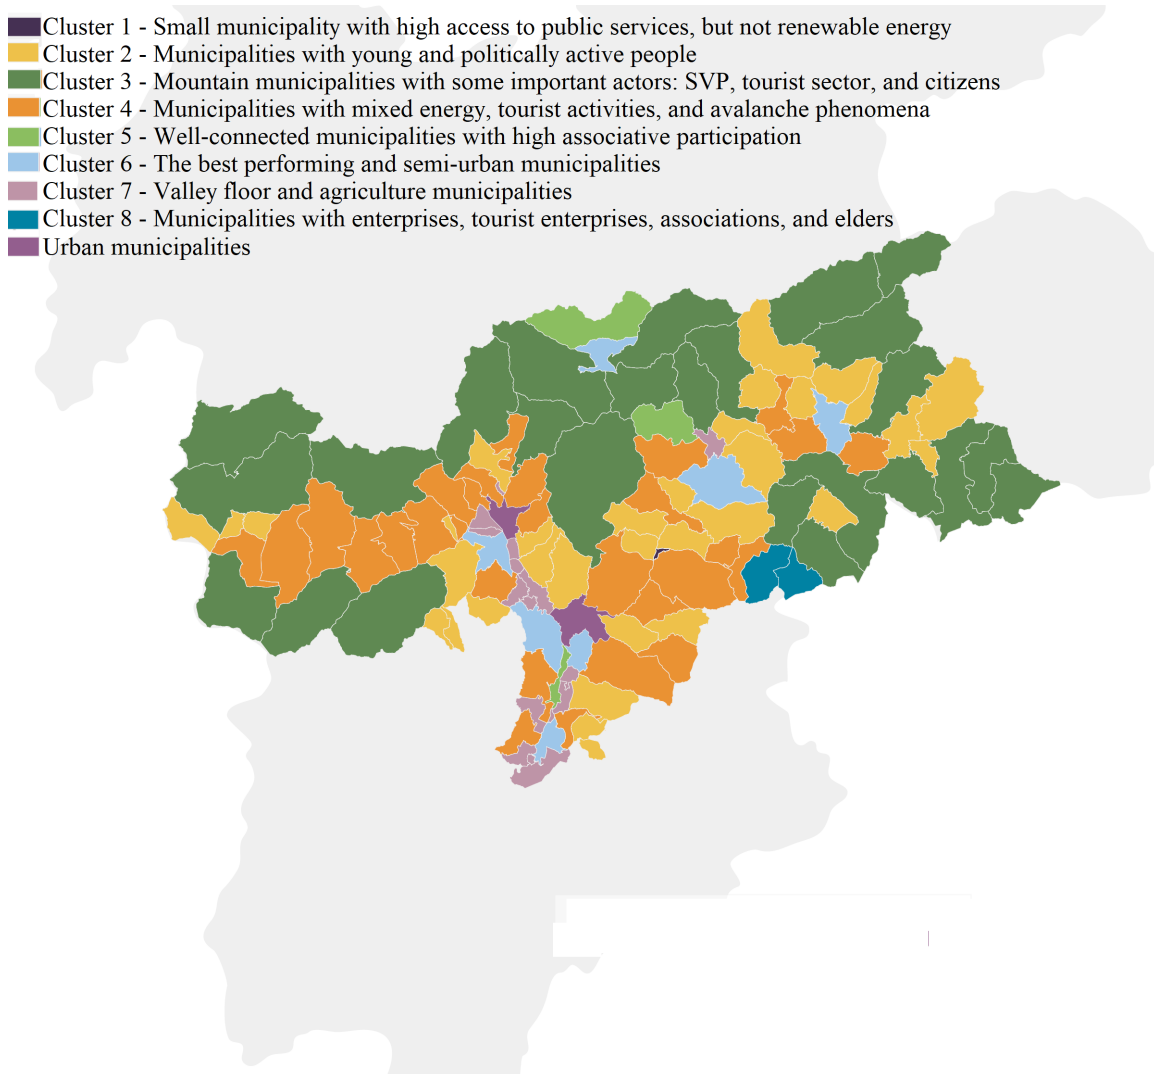 Cluster 1 - Small municipality with high access to public services, but not renewable energy
Cluster 2 - Municipalities with young and politically active people
Cluster 3 - Mountain municipalities with some important actors: SVP, tourist sector, and citizens
Cluster 4 - Municipalities with mixed energy, tourist activities, and avalanche phenomena
Cluster 5 - Well-connected municipalities with high associative participation
Cluster 6 - The best performing and semi-urban municipalities
Cluster 7 - Valley floor and agriculture municipalities
Cluster 8 - Municipalities with enterprises, tourist enterprises, associations, and elders
Urban municipalities